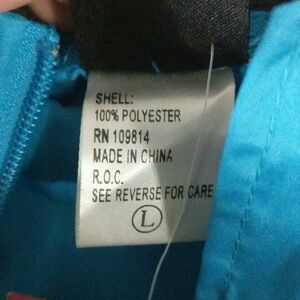 SHELL:
100% POLYESTER
RN 109814
MADE IN CHINA
R.O.C.
SEE REVERSE FOR CARE
L